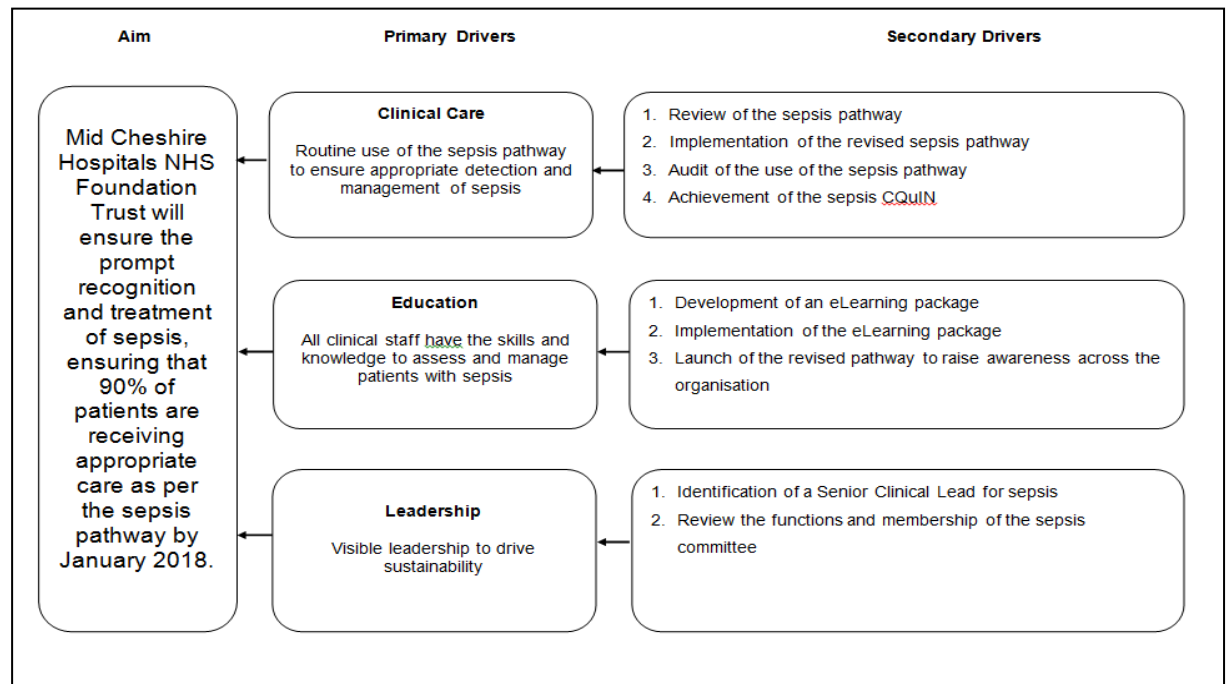 Aim
Primary Drivers
Secondary Drivers
Mid Cheshire
Hospitals NHS
Foundation
Trust will
ensure the
prompt
recognition
and treatment
of sepsis,
ensuring that
90% of
patients are
receiving
appropriate
care as per
the sepsis
pathway by
January 2018.
Clinical Care
Routine use of the sepsis pathway
to ensure appropriate detection and
management of sepsis
1. Review of the sepsis pathway
2. Implementation of the revised sepsis pathway
3. Audit of the use of the sepsis pathway
4. Achievement of the sepsis CQuIN
Education
All clinical staff have the skills and
knowledge to assess and manage
patients with sepsis
1. Development of an eLearning package
2. Implementation of the eLearning package
3. Launch of the revised pathway to raise awareness across the
organisation
Leadership
Visible leadership to drive
sustainability
1. Identification of a Senior Clinical Lead for sepsis
2. Review the functions and membership of the sepsis
committee